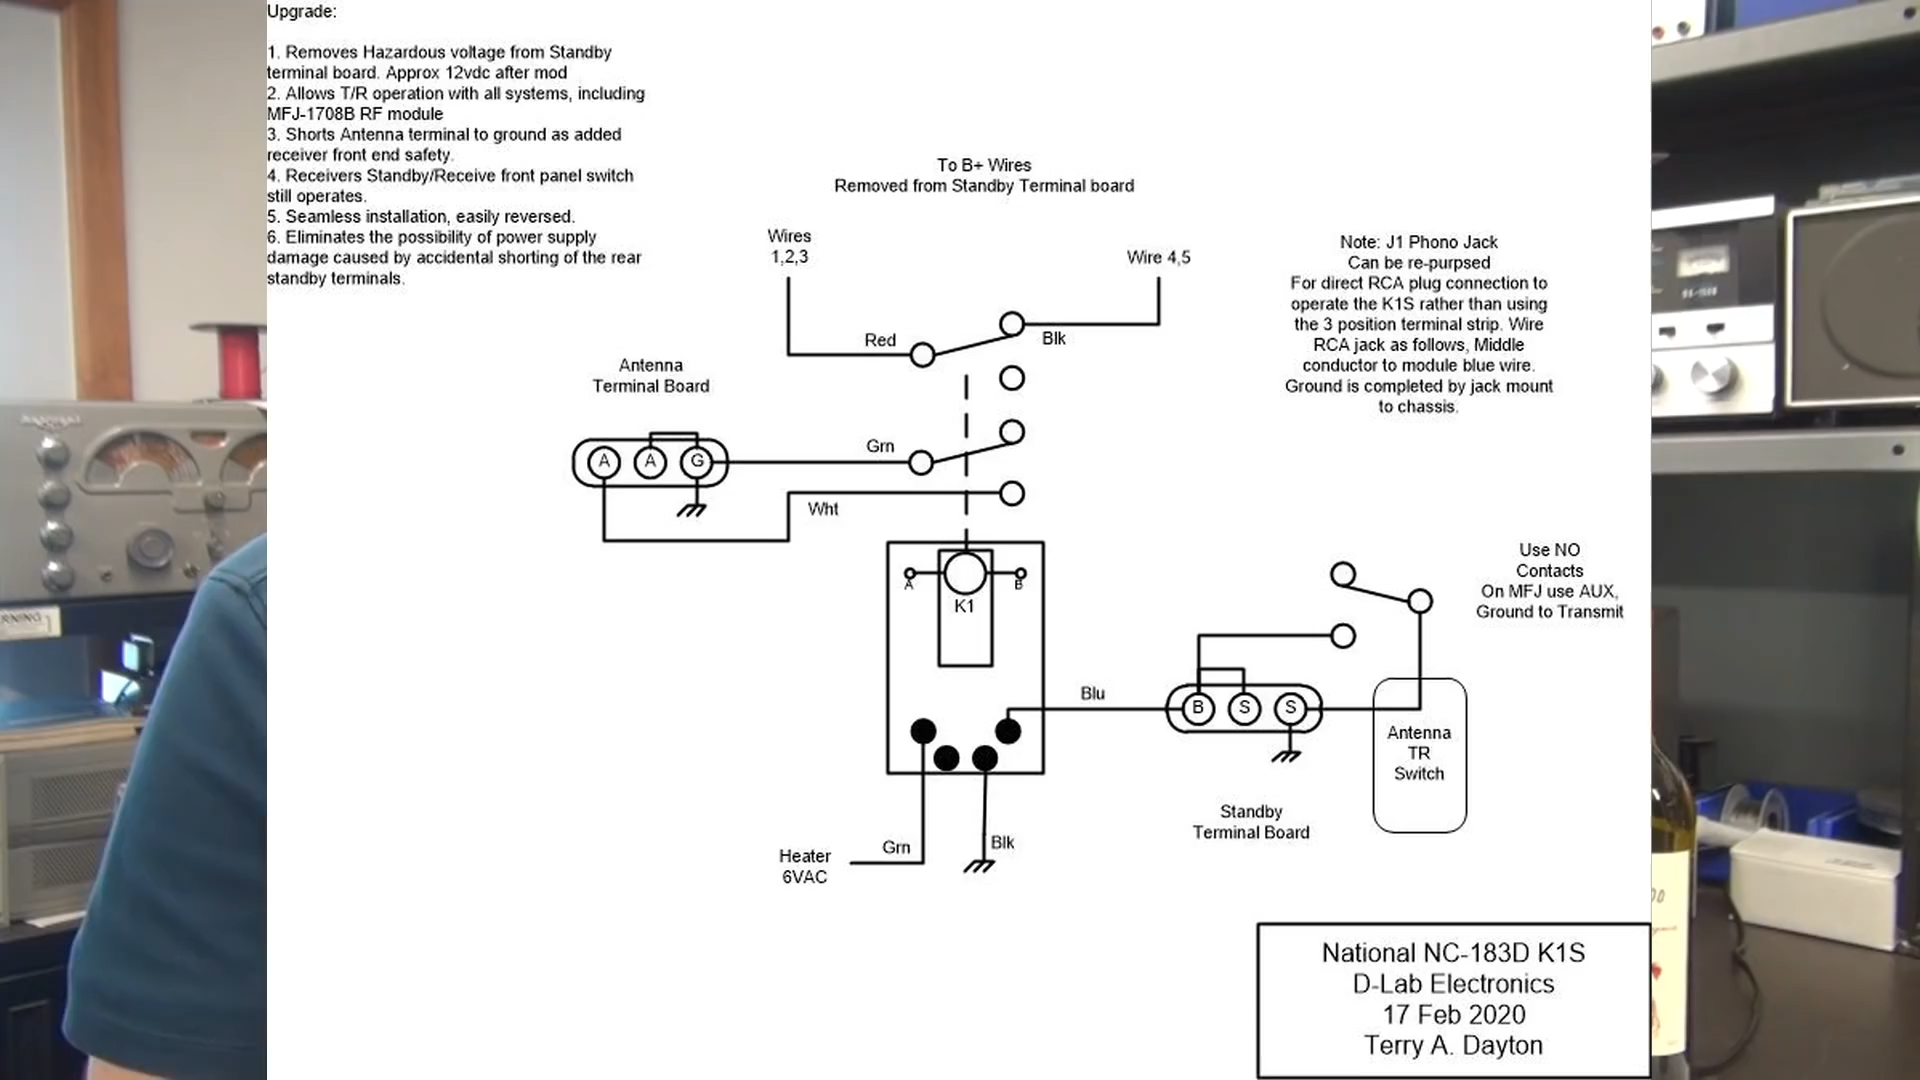 Upgrade:
1. Removes Hazardous voltage from Standby
terminal board. Approx 12vdc after mod
2. Allows T/R operation with all systems, including
MFJ-1708B RF module
3. Shorts Antenna terminal to ground as added
receiver front end safety.
4. Receivers Standby/Receive front panel switch
still operates.
5. Seamless installation, easily reversed.
6. Eliminates the possibility of power supply
damage caused by accidental shorting of the rear
standby terminals.
To B+ Wires
Removed from Standby Terminal board
Wires
1,2,3
Wire 4,5
Red
Blk
Note: J1 Phono Jack
Can be re-purpsed
For direct RCA plug connection to
operate the K1S rather than using
the 3 position terminal strip. Wire
RCA jack as follows, Middle
conductor to module blue wire.
Ground is completed by jack mount
to chassis.
Antenna
Terminal Board
A A G
Grn
Wht
A
B
K1
Use NO
Contacts
On MFJ use AUX,
Ground to Transmit
Blu
B S S
Antenna
TR
Switch
Standby
Terminal Board
Heater
6VAC
Grn
Blk
National NC-183D K1S
D-Lab Electronics
17 Feb 2020
Terry A. Dayton